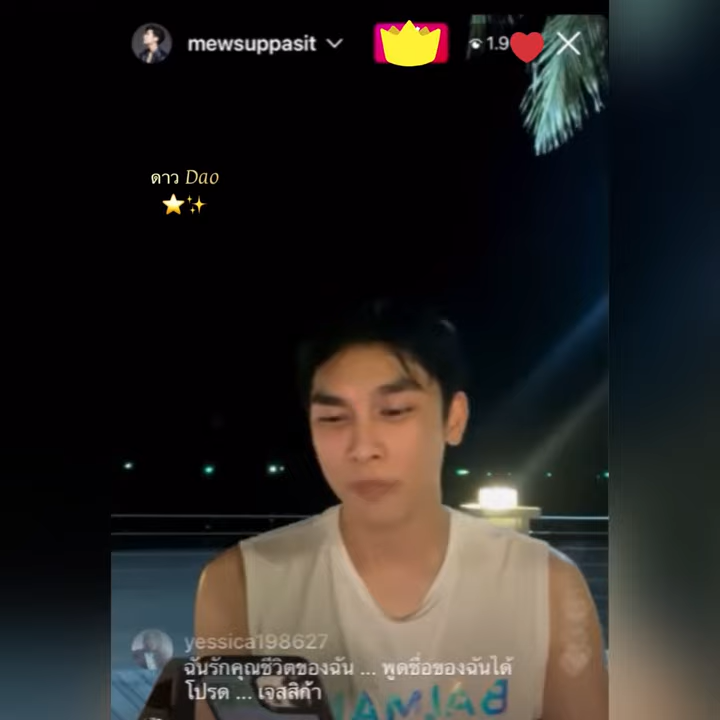 mewsuppasit
1.9
ดาว Dao
yessica198627
ฉันรักคุณชีวิตของฉัน ... พูดชื่อของฉันได้
โปรด ... เจสสิก้า
BALMAI